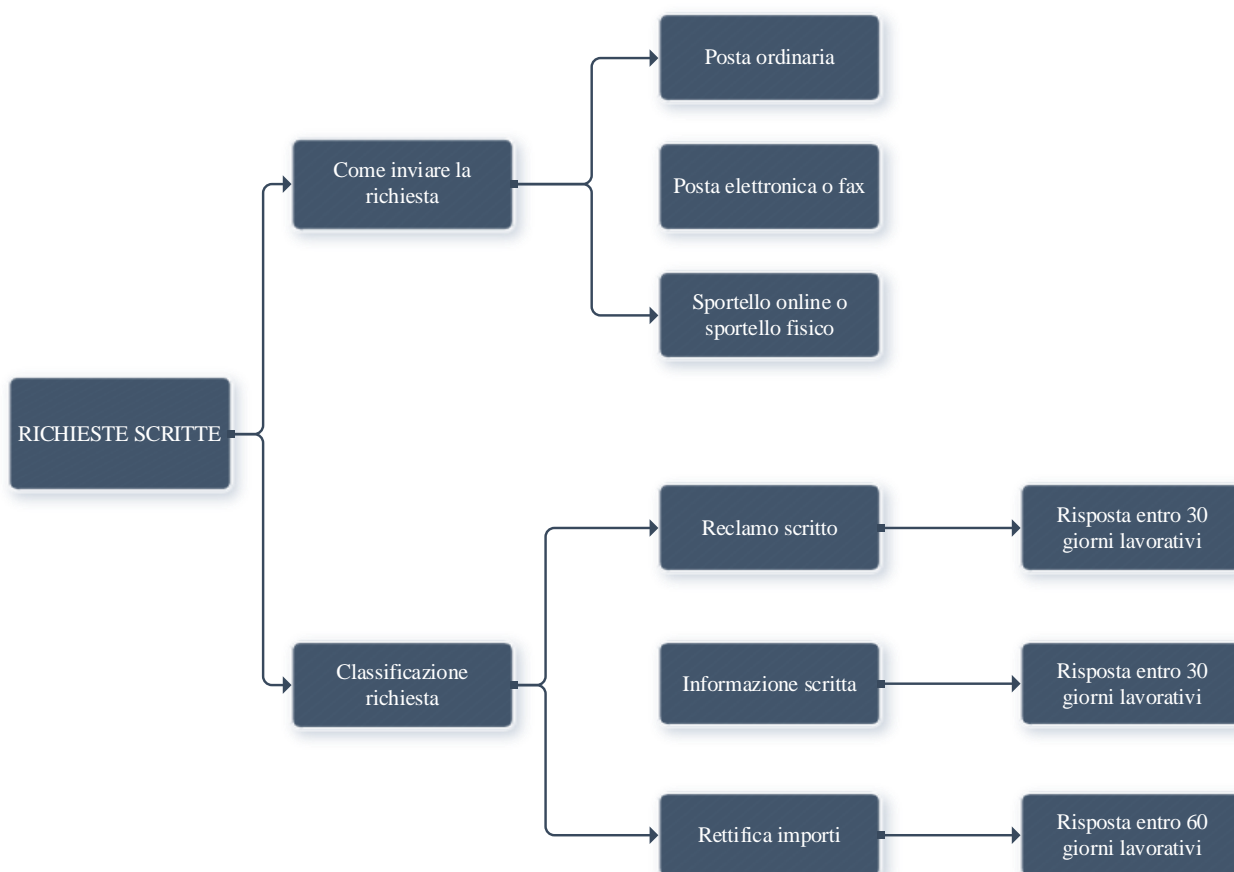 Posta ordinaria
Come inviare la
richiesta
Posta elettronica o fax
Sportello online o
sportello fisico
RICHIESTE SCRITTE
Reclamo scritto
Risposta entro 30
giorni lavorativi
Classificazione
richiesta
Informazione scritta
Risposta entro 30
giorni lavorativi
Rettifica importi
Risposta entro 60
giorni lavorativi